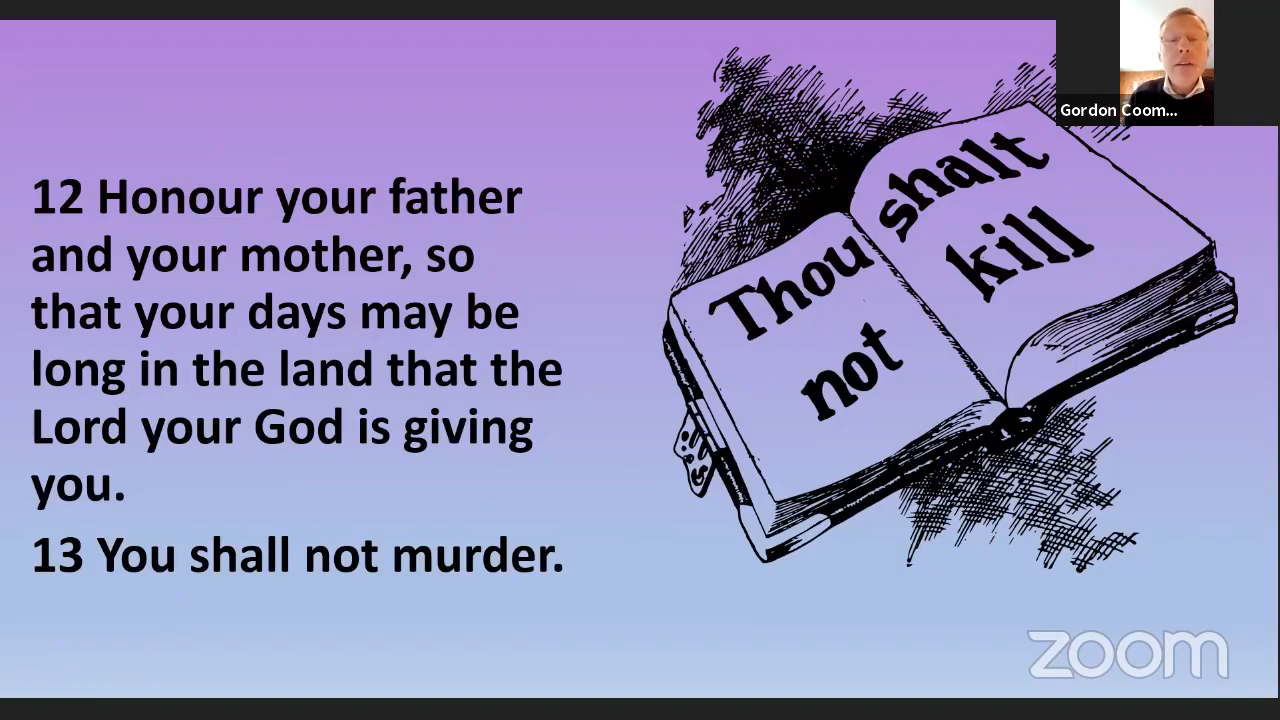 12 Honour your father
and your mother, so
that your days may be
long in the land that the
Lord your God is giving
you.
13 You shall not murder.
Thou shalt
not kill
Gordon Coom...
zoom